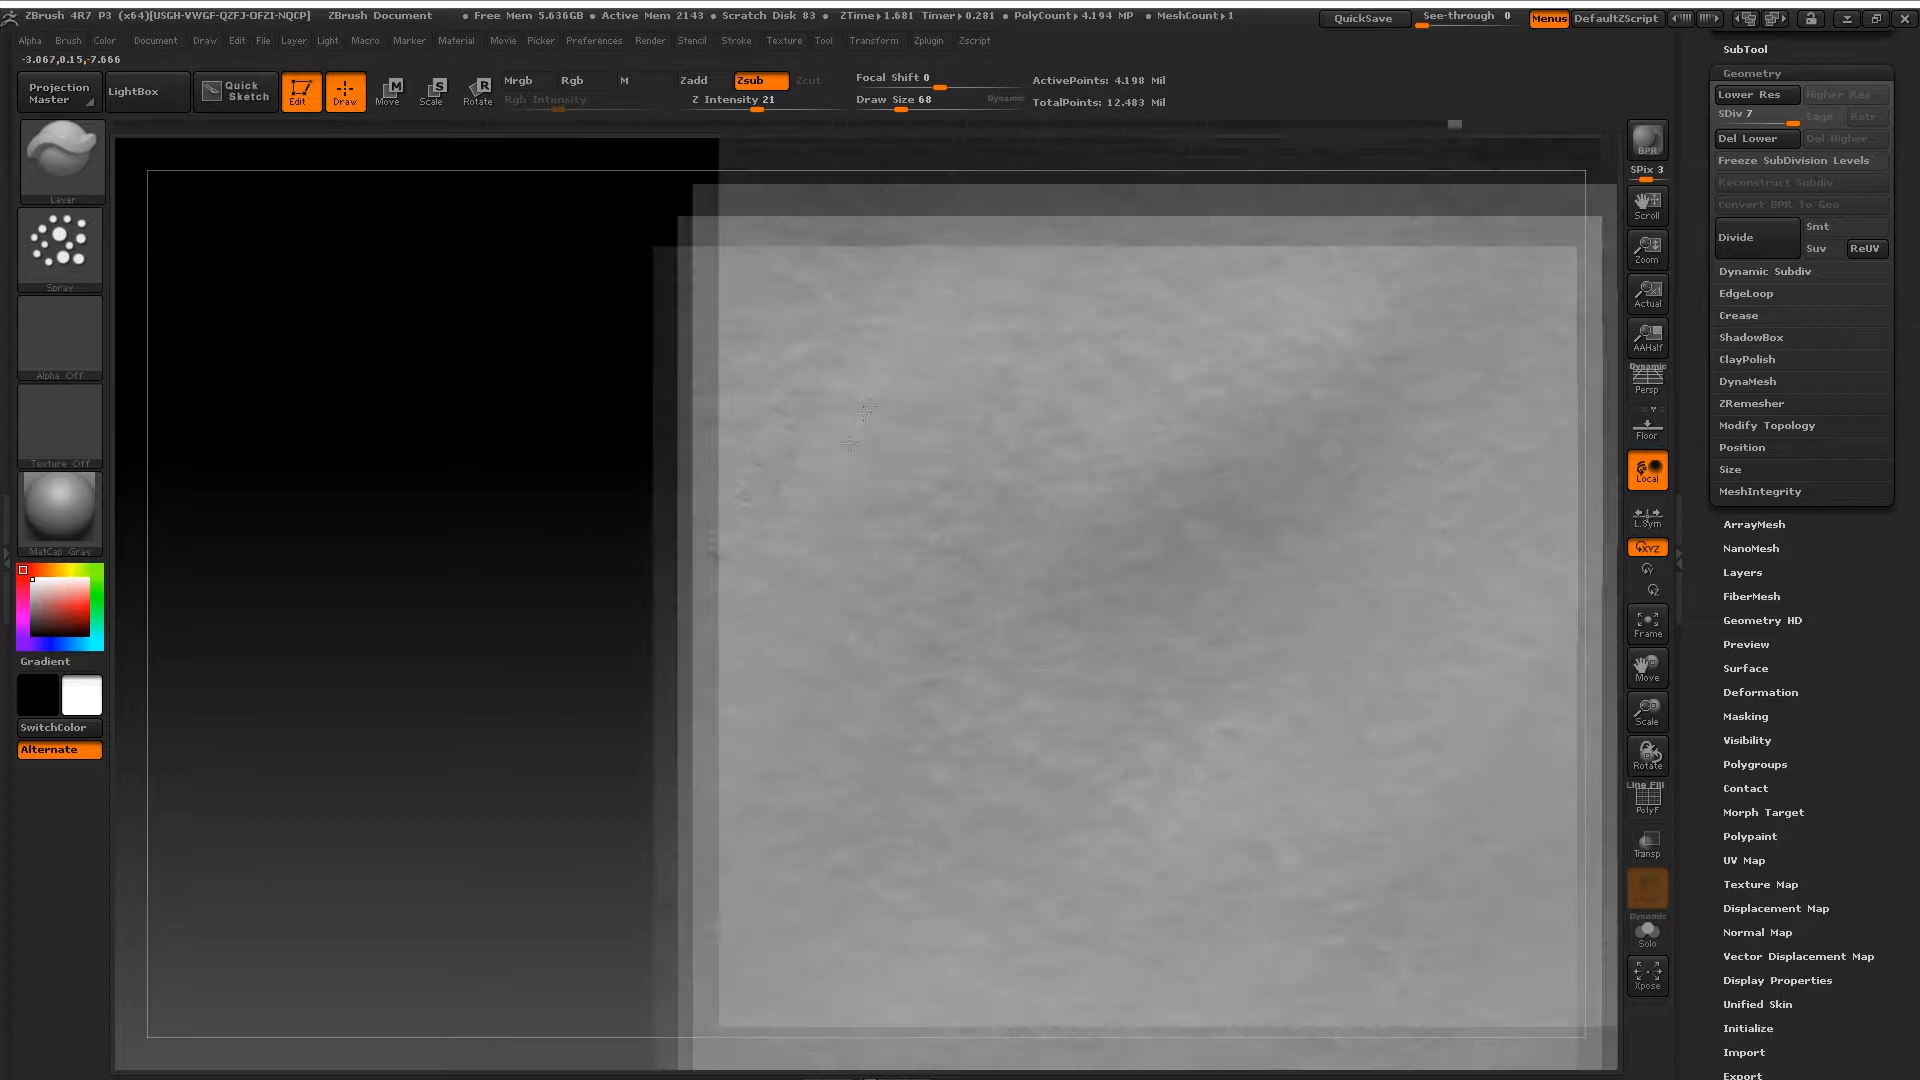 ZBrush 4R7 P3 (x64)[USGH-VWGF-QZFJ-OFZI-NQCP] ZBrush Document • Free Mem 5.636GB • Active Mem 2143 • Scratch Disk 83 • ZTime▸1.681 Timer▸0.281 • PolyCount▸4.194 MP • MeshCount▸1 QuickSave See-through 0 Menus DefaultZScript
Alpha Brush Color Document Draw Edit File Layer Light Macro Marker Material Movie Picker Preferences Render Stencil Stroke Texture Tool Transform Zplugin Zscript
-3.067,0.15,-7.666
Projection Master
LightBox
Quick Sketch
Edit
Draw
Move
Scale
Rotate
Mrgb Rgb M
Rgb Intensity
Zadd Zsub Zcut
Z Intensity 21
Focal Shift 0
Draw Size 68 Dynamic
ActivePoints: 4.198 Mil
TotalPoints: 12.483 Mil
Layer
Spray
Alpha Off
Texture Off
MatCap Gray
Gradient
SwitchColor
Alternate
BPR
SPix 3
Scroll
Zoom
Actual
AAHalf
Dynamic
Persp
Floor
Local
L.Sym
XYZ
Y
Z
Frame
Move
Scale
Rotate
Line Fill
PolyF
Transp
Dynamic
Solo
Xpose
SubTool
Geometry
Lower Res Higher Res
SDiv 7 Cage Rstr
Del Lower Del Higher
Freeze SubDivision Levels
Reconstruct Subdiv
Convert BPR To Geo
Divide Smt
Suv ReUV
Dynamic Subdiv
EdgeLoop
Crease
ShadowBox
ClayPolish
DynaMesh
ZRemesher
Modify Topology
Position
Size
MeshIntegrity
ArrayMesh
NanoMesh
Layers
FiberMesh
Geometry HD
Preview
Surface
Deformation
Masking
Visibility
Polygroups
Contact
Morph Target
Polypaint
UV Map
Texture Map
Displacement Map
Normal Map
Vector Displacement Map
Display Properties
Unified Skin
Initialize
Import
Export